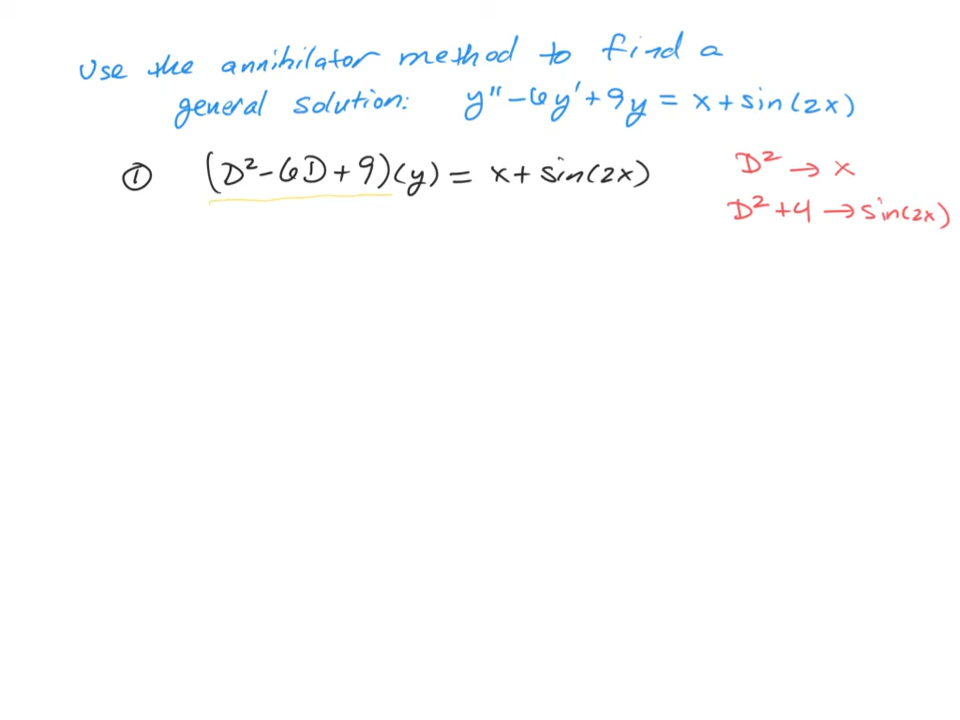 Use the annihilator method to find a
general solution: y'' - 6y' + 9y = x + sin(2x)
① (D² - 6D + 9)(y) = x + sin(2x)
D² → x
D² + 4 → sin(2x)